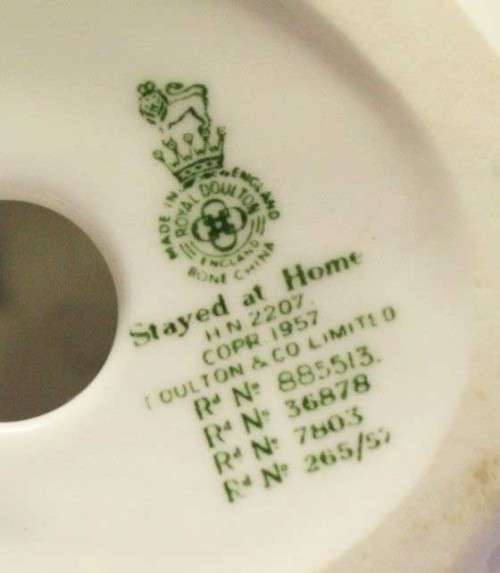 MADE IN ENGLAND
ROYAL DOULTON
ENGLAND
BONE CHINA
Stayed at Home
H N 2207.
COPR. 1957
DOULTON & CO LIMITED
Rd No 885513.
Rd No 36878
Rd No 7803
Rd No 265/57